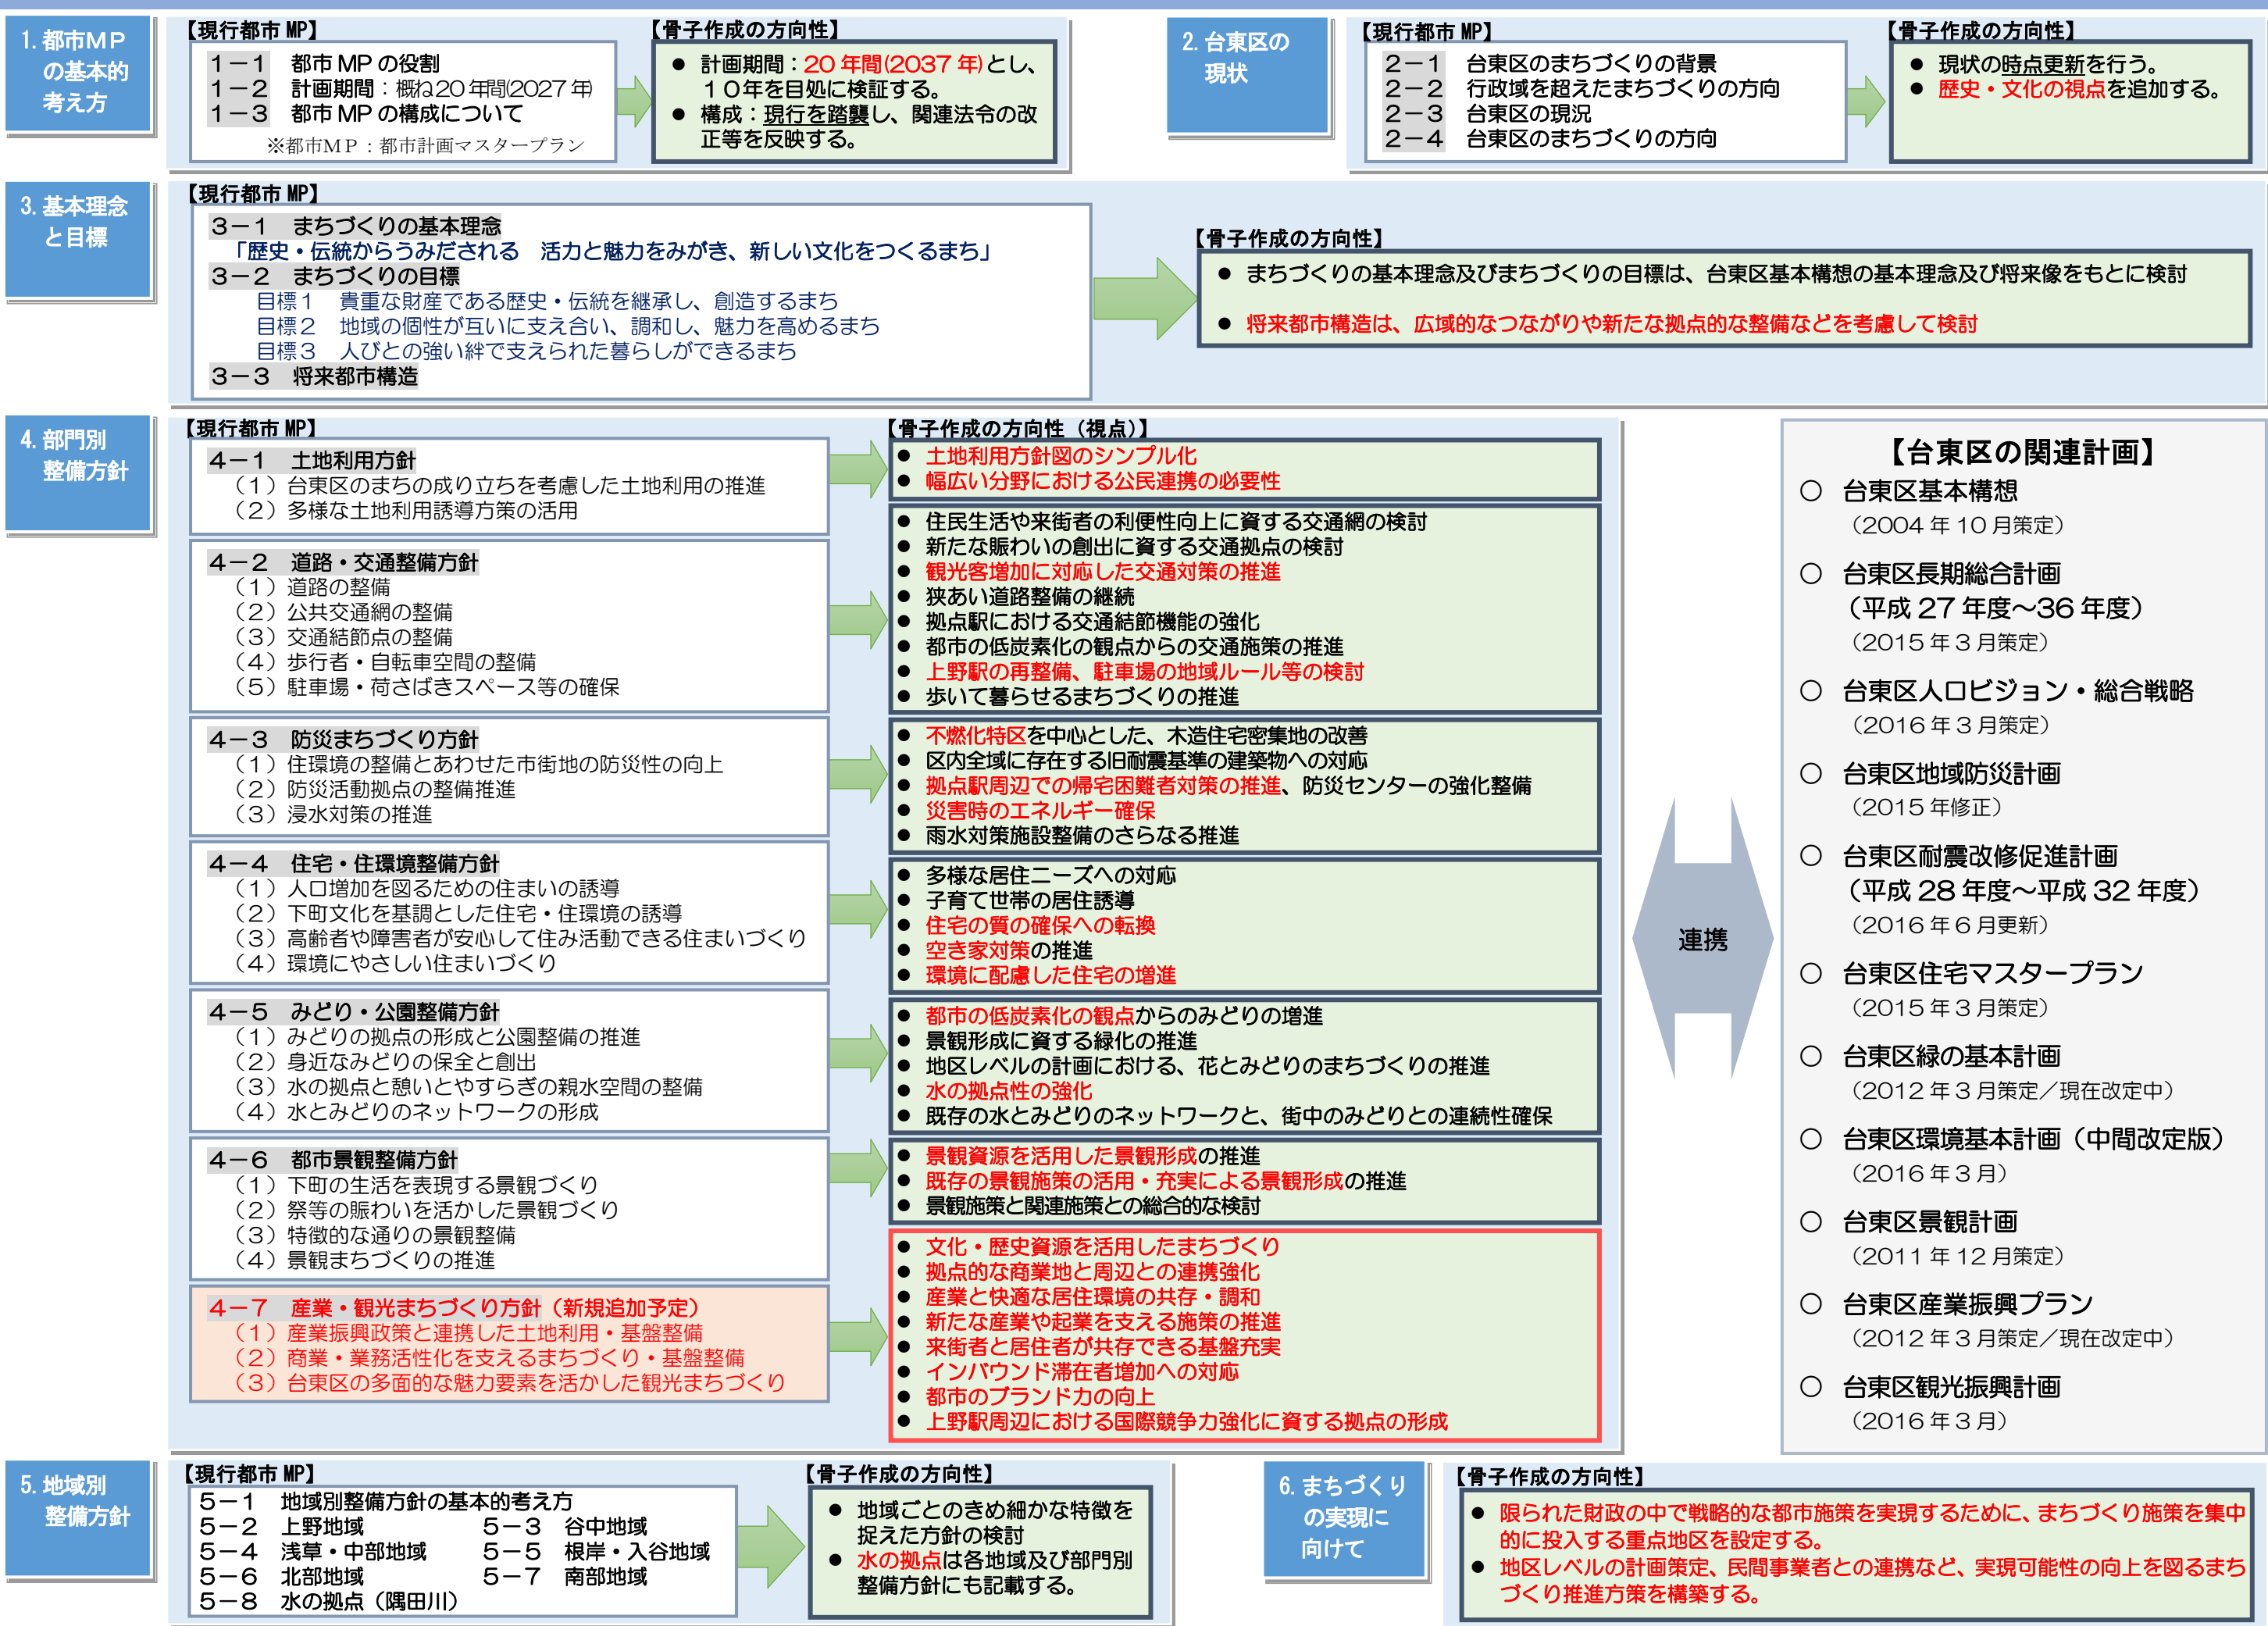 1. 都市MP
の基本的
考え方
【現行都市 MP】
1－1　都市 MP の役割
1－2　計画期間：概ね20 年間(2027 年)
1－3　都市 MP の構成について
※都市MP：都市計画マスタープラン
【骨子作成の方向性】
● 計画期間：20 年間(2037 年)とし、
10年を目処に検証する。
● 構成：現行を踏襲し、関連法令の改
正等を反映する。
2. 台東区の
現状
【現行都市 MP】
2－1　台東区のまちづくりの背景
2－2　行政域を超えたまちづくりの方向
2－3　台東区の現況
2－4　台東区のまちづくりの方向
【骨子作成の方向性】
● 現状の時点更新を行う。
● 歴史・文化の視点を追加する。
3. 基本理念
と目標
【現行都市 MP】
3－1　まちづくりの基本理念
「歴史・伝統からうみだされる　活力と魅力をみがき、新しい文化をつくるまち」
3－2　まちづくりの目標
目標1　貴重な財産である歴史・伝統を継承し、創造するまち
目標2　地域の個性が互いに支え合い、調和し、魅力を高めるまち
目標3　人びとの強い絆で支えられた暮らしができるまち
3－3　将来都市構造
【骨子作成の方向性】
● まちづくりの基本理念及びまちづくりの目標は、台東区基本構想の基本理念及び将来像をもとに検討
● 将来都市構造は、広域的なつながりや新たな拠点的な整備などを考慮して検討
4. 部門別
整備方針
【現行都市 MP】
4－1　土地利用方針
（1）台東区のまちの成り立ちを考慮した土地利用の推進
（2）多様な土地利用誘導方策の活用
4－2　道路・交通整備方針
（1）道路の整備
（2）公共交通網の整備
（3）交通結節点の整備
（4）歩行者・自転車空間の整備
（5）駐車場・荷さばきスペース等の確保
4－3　防災まちづくり方針
（1）住環境の整備とあわせた市街地の防災性の向上
（2）防災活動拠点の整備推進
（3）浸水対策の推進
4－4　住宅・住環境整備方針
（1）人口増加を図るための住まいの誘導
（2）下町文化を基調とした住宅・住環境の誘導
（3）高齢者や障害者が安心して住み活動できる住まいづくり
（4）環境にやさしい住まいづくり
4－5　みどり・公園整備方針
（1）みどりの拠点の形成と公園整備の推進
（2）身近なみどりの保全と創出
（3）水の拠点と憩いとやすらぎの親水空間の整備
（4）水とみどりのネットワークの形成
4－6　都市景観整備方針
（1）下町の生活を表現する景観づくり
（2）祭等の賑わいを活かした景観づくり
（3）特徴的な通りの景観整備
（4）景観まちづくりの推進
4－7　産業・観光まちづくり方針（新規追加予定）
（1）産業振興政策と連携した土地利用・基盤整備
（2）商業・業務活性化を支えるまちづくり・基盤整備
（3）台東区の多面的な魅力要素を活かした観光まちづくり
【骨子作成の方向性（視点）】
● 土地利用方針図のシンプル化
● 幅広い分野における公民連携の必要性
● 住民生活や来街者の利便性向上に資する交通網の検討
● 新たな賑わいの創出に資する交通拠点の検討
● 観光客増加に対応した交通対策の推進
● 狭あい道路整備の継続
● 拠点駅における交通結節機能の強化
● 都市の低炭素化の観点からの交通施策の推進
● 上野駅の再整備、駐車場の地域ルール等の検討
● 歩いて暮らせるまちづくりの推進
● 不燃化特区を中心とした、木造住宅密集地の改善
● 区内全域に存在する旧耐震基準の建築物への対応
● 拠点駅周辺での帰宅困難者対策の推進、防災センターの強化整備
● 災害時のエネルギー確保
● 雨水対策施設整備のさらなる推進
● 多様な居住ニーズへの対応
● 子育て世帯の居住誘導
● 住宅の質の確保への転換
● 空き家対策の推進
● 環境に配慮した住宅の増進
● 都市の低炭素化の観点からのみどりの増進
● 景観形成に資する緑化の推進
● 地区レベルの計画における、花とみどりのまちづくりの推進
● 水の拠点性の強化
● 既存の水とみどりのネットワークと、街中のみどりとの連続性確保
● 景観資源を活用した景観形成の推進
● 既存の景観施策の活用・充実による景観形成の推進
● 景観施策と関連施策との総合的な検討
● 文化・歴史資源を活用したまちづくり
● 拠点的な商業地と周辺との連携強化
● 産業と快適な居住環境の共存・調和
● 新たな産業や起業を支える施策の推進
● 来街者と居住者が共存できる基盤充実
● インバウンド滞在者増加への対応
● 都市のブランド力の向上
● 上野駅周辺における国際競争力強化に資する拠点の形成
連携
【台東区の関連計画】
○ 台東区基本構想
（2004 年 10 月策定）
○ 台東区長期総合計画
（平成 27 年度～36 年度）
（2015 年 3 月策定）
○ 台東区人口ビジョン・総合戦略
（2016 年 3 月策定）
○ 台東区地域防災計画
（2015 年修正）
○ 台東区耐震改修促進計画
（平成 28 年度～平成 32 年度）
（2016 年 6 月更新）
○ 台東区住宅マスタープラン
（2015 年 3 月策定）
○ 台東区緑の基本計画
（2012 年 3 月策定／現在改定中）
○ 台東区環境基本計画（中間改定版）
（2016 年 3 月）
○ 台東区景観計画
（2011 年 12 月策定）
○ 台東区産業振興プラン
（2012 年 3 月策定／現在改定中）
○ 台東区観光振興計画
（2016 年 3 月）
5. 地域別
整備方針
【現行都市 MP】
5－1　地域別整備方針の基本的考え方
5－2　上野地域　5－3　谷中地域
5－4　浅草・中部地域　5－5　根岸・入谷地域
5－6　北部地域　5－7　南部地域
5－8　水の拠点（隅田川）
【骨子作成の方向性】
● 地域ごとのきめ細かな特徴を
捉えた方針の検討
● 水の拠点は各地域及び部門別
整備方針にも記載する。
6. まちづくり
の実現に
向けて
【骨子作成の方向性】
● 限られた財政の中で戦略的な都市施策を実現するために、まちづくり施策を集中
的に投入する重点地区を設定する。
● 地区レベルの計画策定、民間事業者との連携など、実現可能性の向上を図るまち
づくり推進方策を構築する。